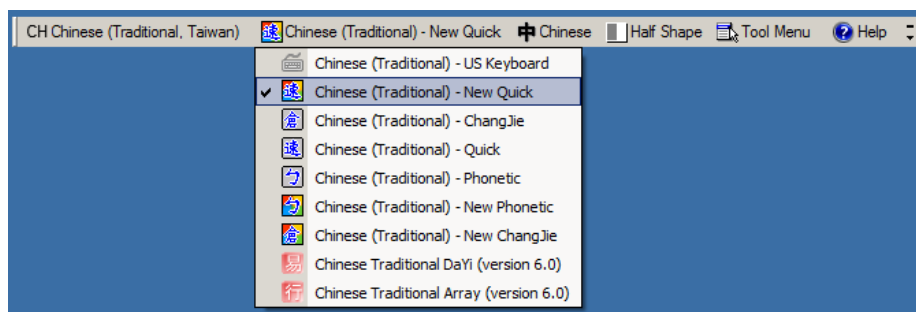 CH Chinese (Traditional, Taiwan) 速 Chinese (Traditional) - New Quick 中 Chinese Half Shape Tool Menu ? Help
Chinese (Traditional) - US Keyboard
速 Chinese (Traditional) - New Quick
倉 Chinese (Traditional) - ChangJie
速 Chinese (Traditional) - Quick
ㄅ Chinese (Traditional) - Phonetic
ㄅ Chinese (Traditional) - New Phonetic
倉 Chinese (Traditional) - New ChangJie
易 Chinese Traditional DaYi (version 6.0)
行 Chinese Traditional Array (version 6.0)